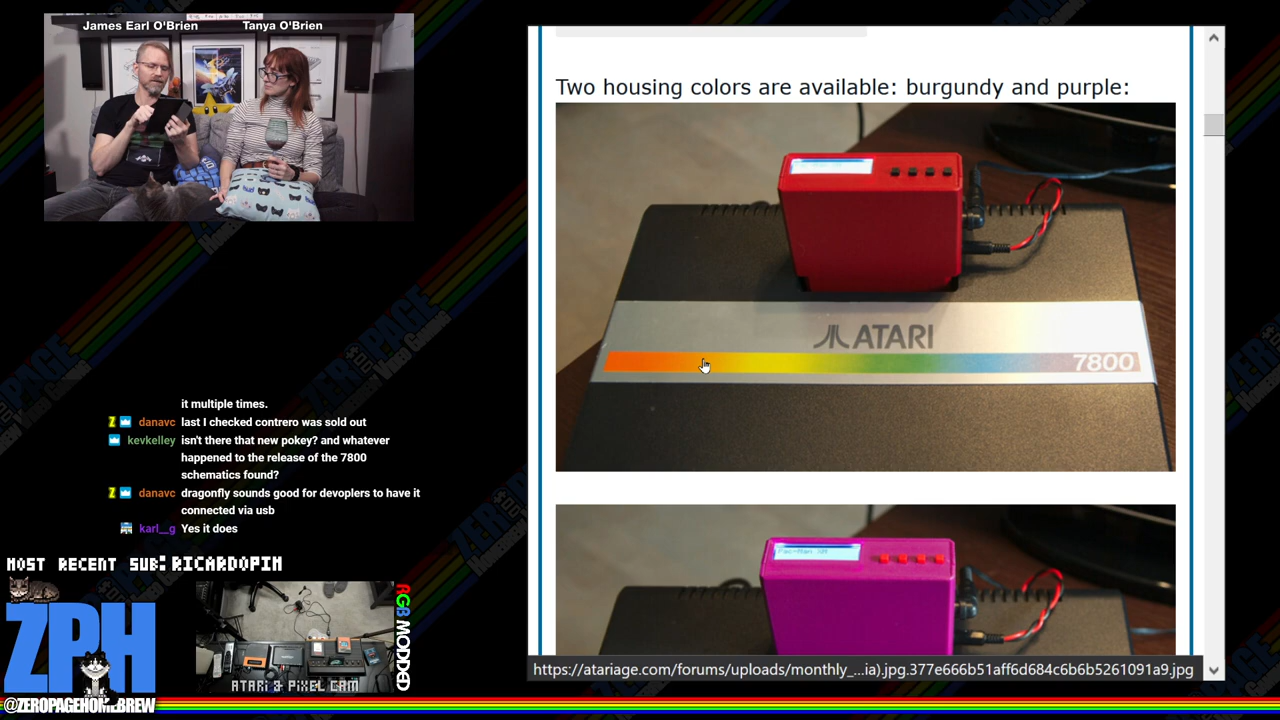 James Earl O'Brien
Tanya O'Brien
Two housing colors are available: burgundy and purple:
ATARI
7800
Pac-Man XM
it multiple times.
danavc last I checked contrero was sold out
kevkelley isn't there that new pokey? and whatever
happened to the release of the 7800
schematics found?
danavc dragonfly sounds good for devoplers to have it
connected via usb
karl__g Yes it does
MOST RECENT SUB: RICARDOPIM
ZPH
RGB MODDED
ATARI & PIXEL CAM
@ZEROPAGEHOMEBREW
https://atariage.com/forums/uploads/monthly_...ia).jpg.377e666b51aff6d684c6b6b5261091a9.jpg